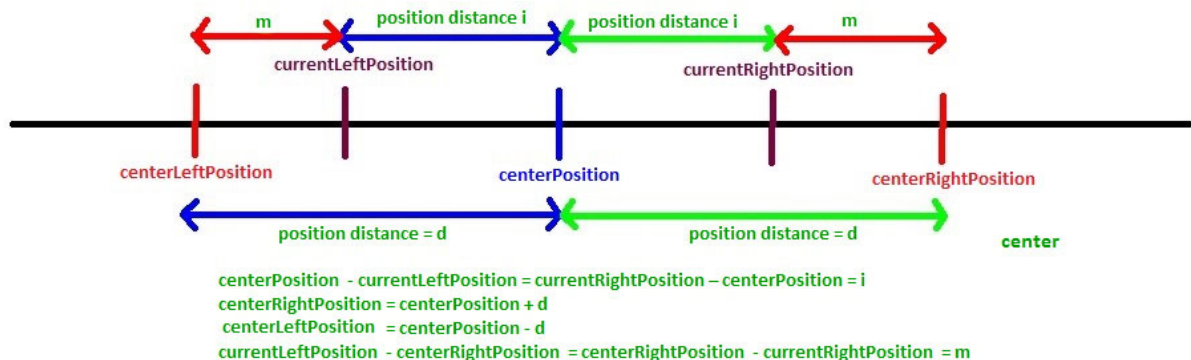 m position distance i position distance i m
currentLeftPosition currentRightPosition
centerLeftPosition centerPosition centerRightPosition
position distance = d position distance = d
center
centerPosition - currentLeftPosition = currentRightPosition – centerPosition = i
centerRightPosition = centerPosition + d
centerLeftPosition = centerPosition - d
currentLeftPosition - centerRightPosition = centerRightPosition - currentRightPosition = m